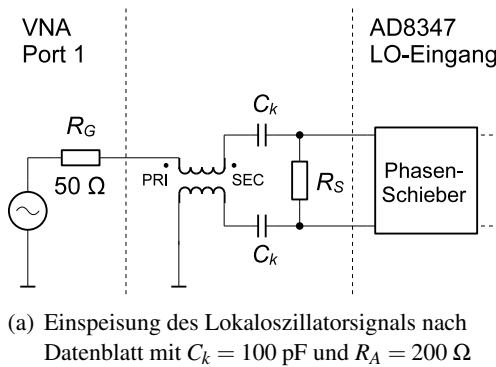 VNA
Port 1
AD8347
LO-Eingang
R_G
50 Ω
PRI
SEC
C_k
C_k
R_S
Phasen-
Schieber
(a) Einspeisung des Lokaloszillatorsignals nach
Datenblatt mit C_k = 100 pF und R_A = 200 Ω